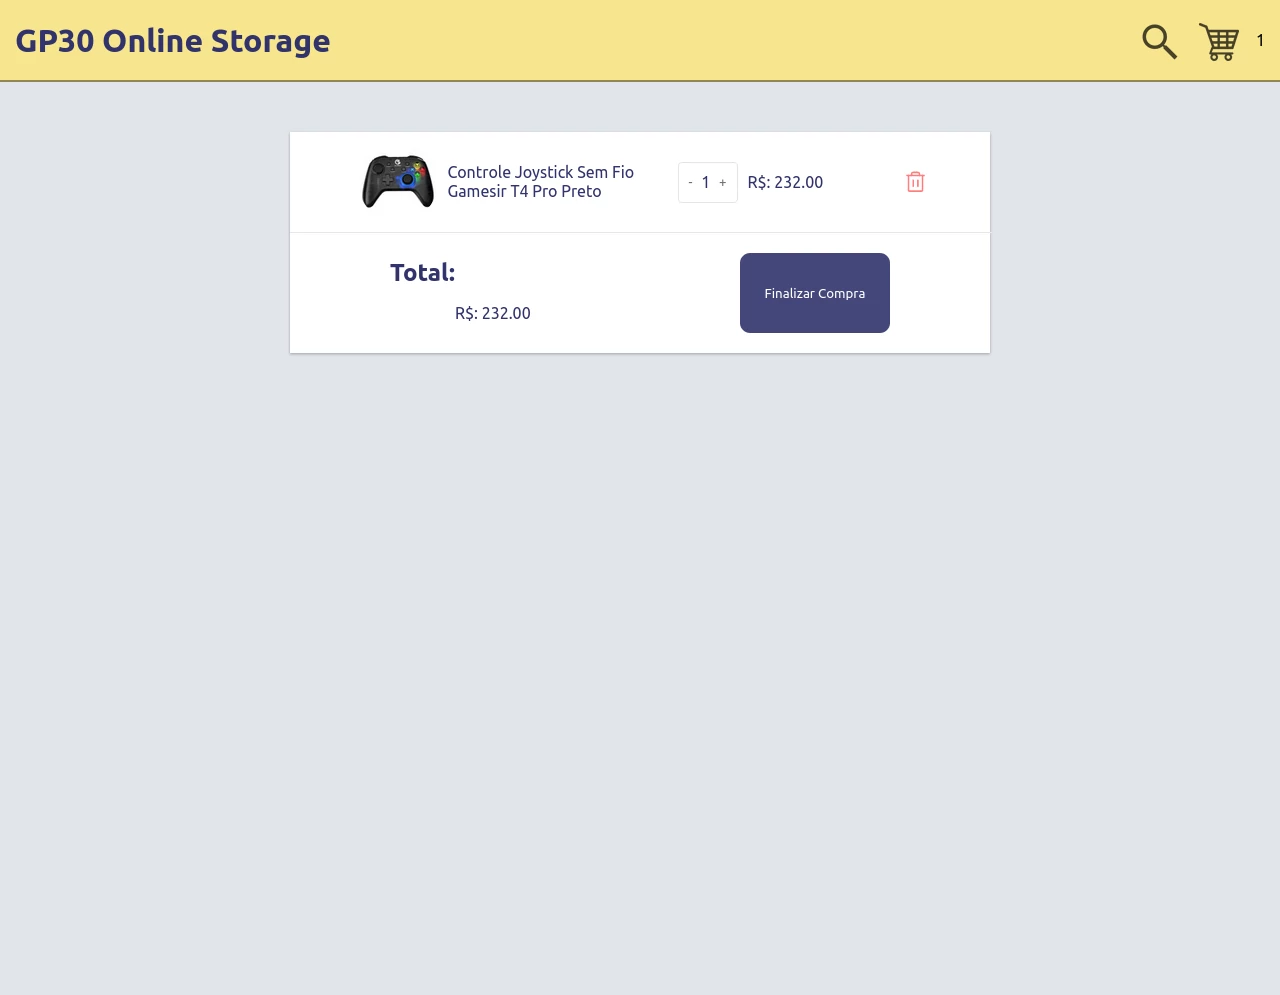 GP30 Online Storage
1
Controle Joystick Sem Fio
Gamesir T4 Pro Preto
- 1 +
R$: 232.00
Total:
R$: 232.00
Finalizar Compra